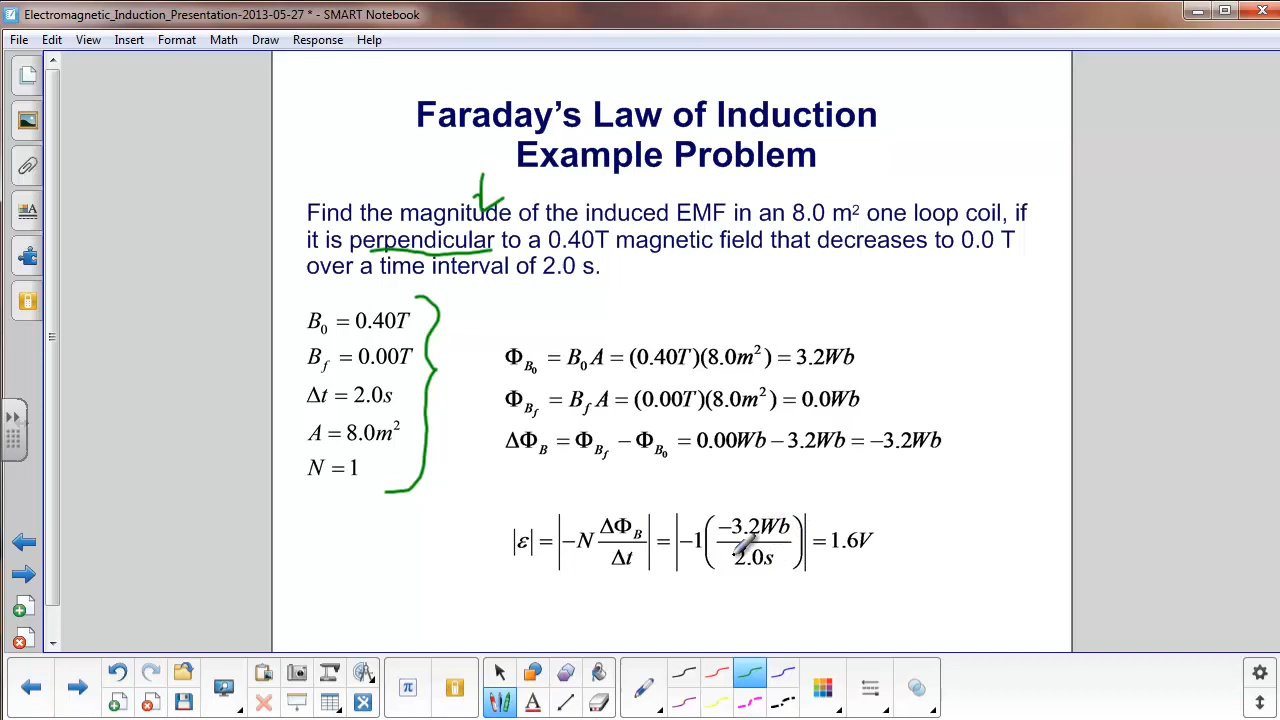 Electromagnetic_Induction_Presentation-2013-05-27 * - SMART Notebook
File Edit View Insert Format Math Draw Response Help
Faraday's Law of Induction
Example Problem
t
Find the magnitude of the induced EMF in an 8.0 m² one loop coil, if
it is perpendicular to a 0.40T magnetic field that decreases to 0.0 T
over a time interval of 2.0 s.
B₀ = 0.40T
B_f = 0.00T
Δt = 2.0s
A = 8.0m²
N = 1
Φ_B₀ = B₀A = (0.40T)(8.0m²) = 3.2Wb
Φ_B_f = B_f A = (0.00T)(8.0m²) = 0.0Wb
ΔΦ_B = Φ_B_f − Φ_B₀ = 0.00Wb − 3.2Wb = −3.2Wb
|ε| = |−N ΔΦ_B / Δt| = |−1(−3.2Wb / 2.0s)| = 1.6V
π
A